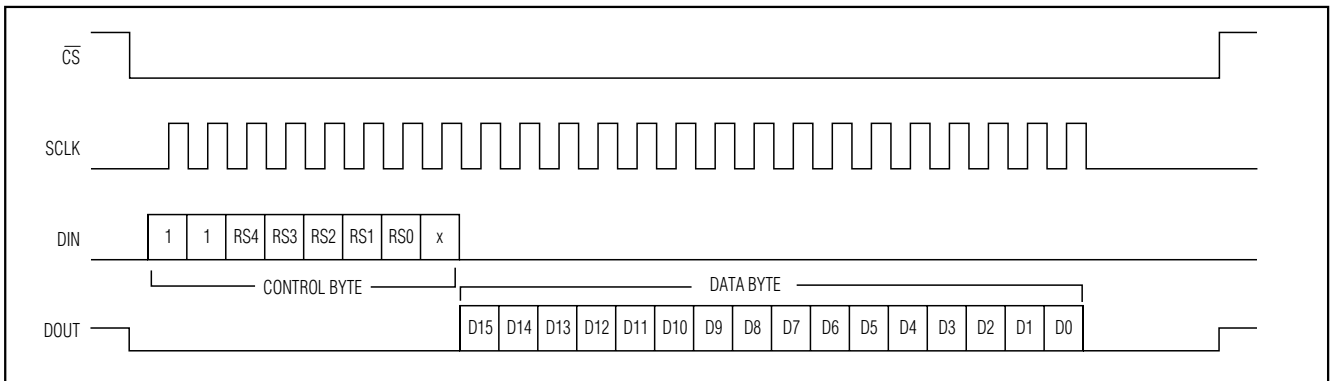 C̅S̅
SCLK
DIN 1 1 RS4 RS3 RS2 RS1 RS0 x
CONTROL BYTE DATA BYTE
DOUT D15 D14 D13 D12 D11 D10 D9 D8 D7 D6 D5 D4 D3 D2 D1 D0